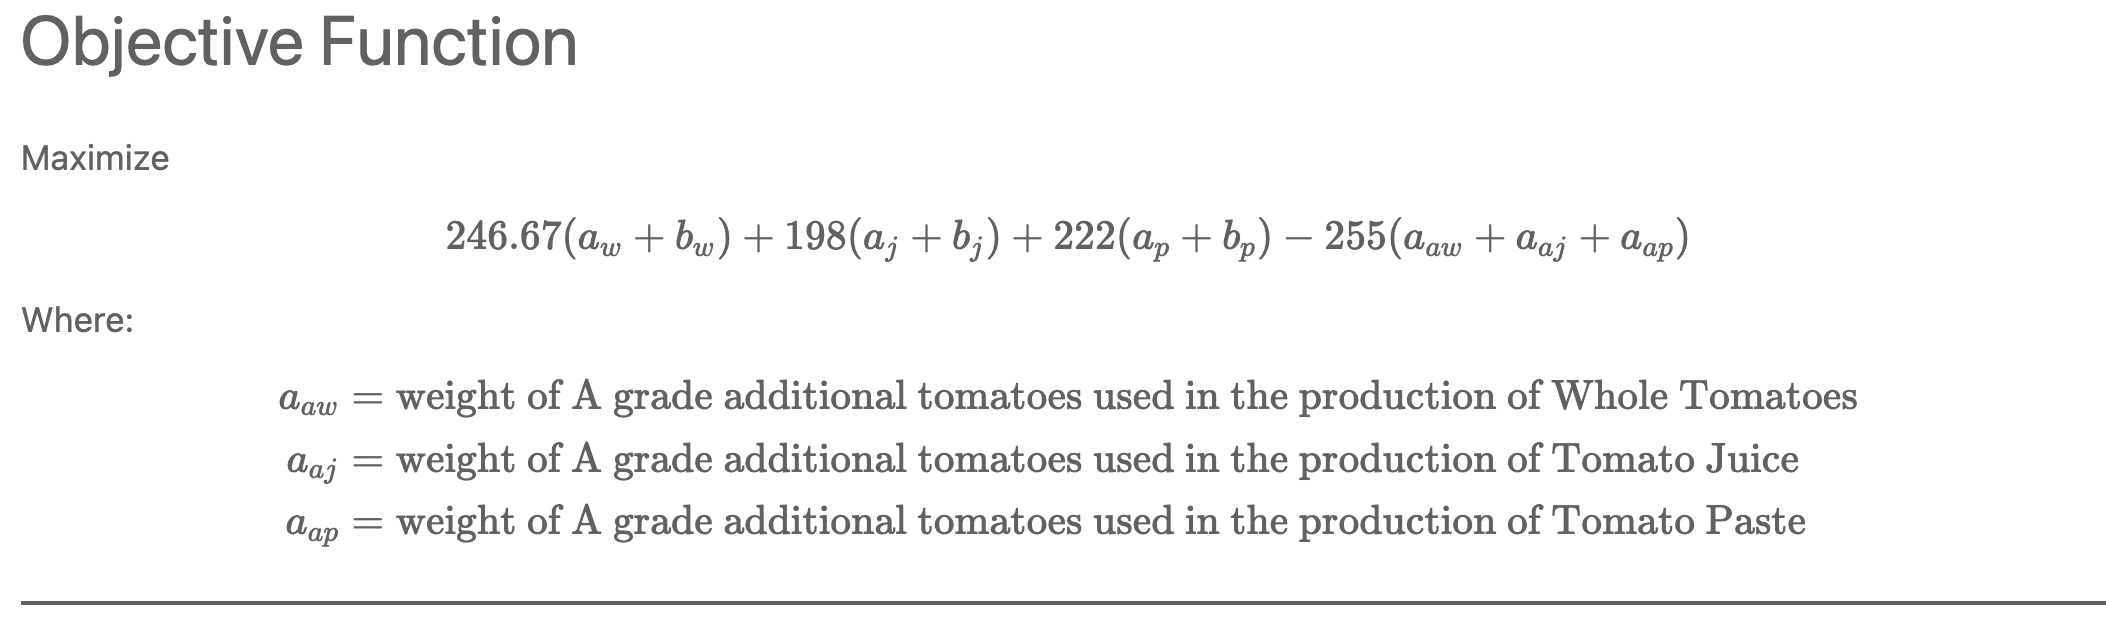 Objective Function
Maximize
246.67(a_w + b_w) + 198(a_j + b_j) + 222(a_p + b_p) − 255(a_{aw} + a_{aj} + a_{ap})
Where:
a_{aw} = weight of A grade additional tomatoes used in the production of Whole Tomatoes
a_{aj} = weight of A grade additional tomatoes used in the production of Tomato Juice
a_{ap} = weight of A grade additional tomatoes used in the production of Tomato Paste